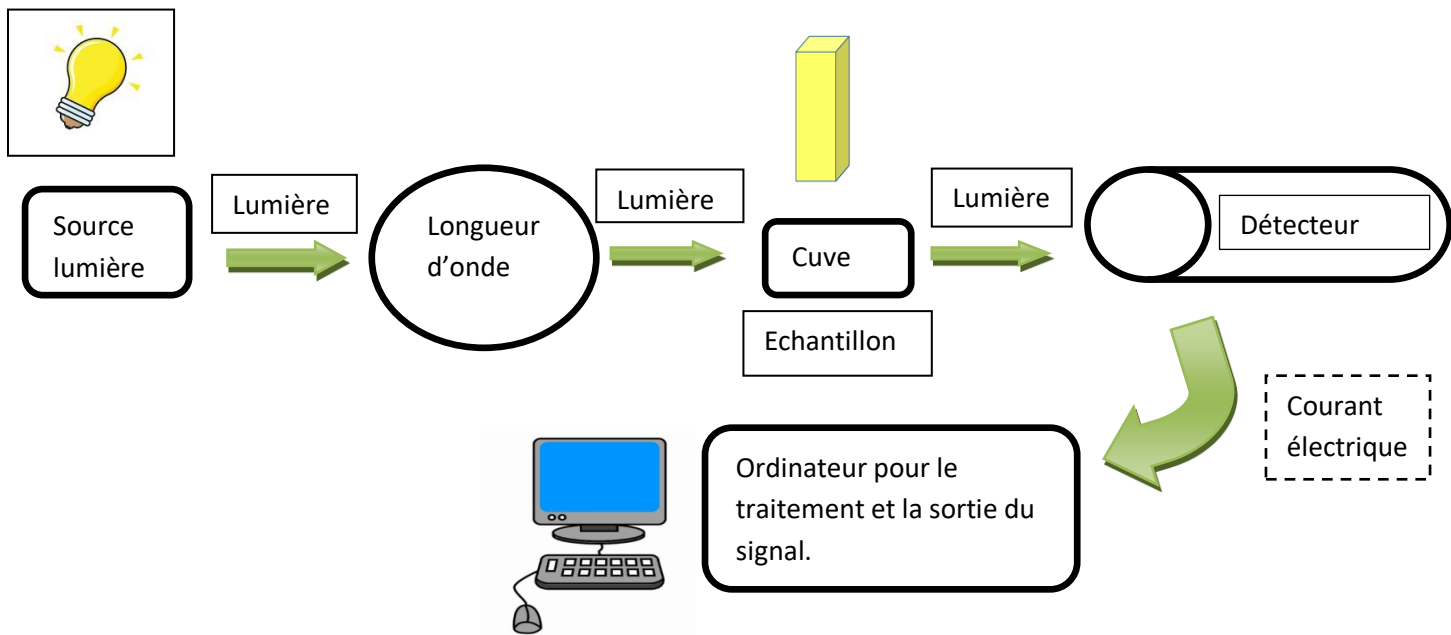 Source
lumière
Lumière
Longueur
d’onde
Lumière
Cuve
Echantillon
Lumière
Détecteur
Courant
électrique
Ordinateur pour le
traitement et la sortie du
signal.